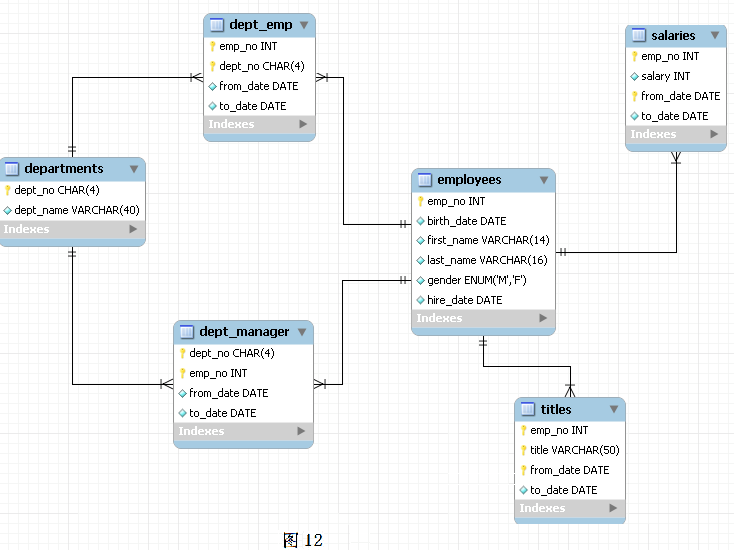 dept_emp
emp_no INT
dept_no CHAR(4)
from_date DATE
to_date DATE
Indexes
salaries
emp_no INT
salary INT
from_date DATE
to_date DATE
Indexes
departments
dept_no CHAR(4)
dept_name VARCHAR(40)
Indexes
employees
emp_no INT
birth_date DATE
first_name VARCHAR(14)
last_name VARCHAR(16)
gender ENUM('M','F')
hire_date DATE
Indexes
dept_manager
dept_no CHAR(4)
emp_no INT
from_date DATE
to_date DATE
Indexes
titles
emp_no INT
title VARCHAR(50)
from_date DATE
to_date DATE
Indexes
图 12